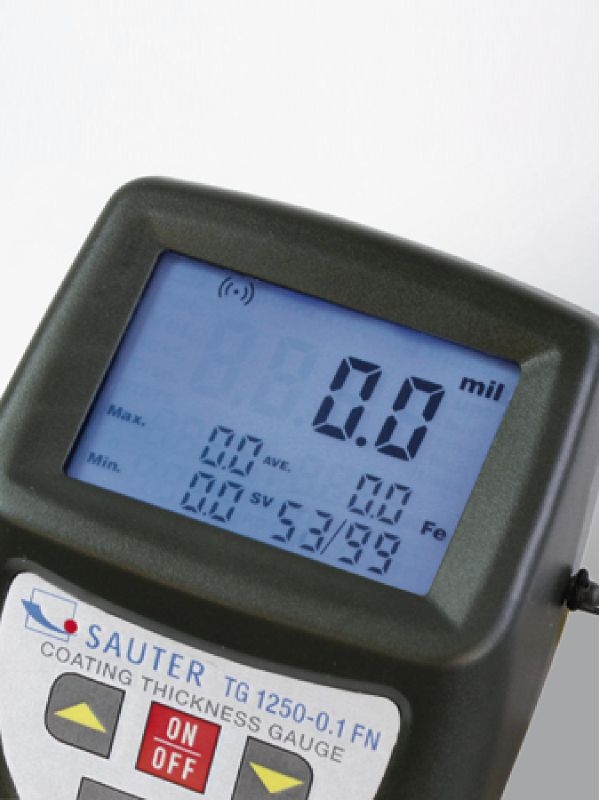 0.0 mil
Max. 0.0 AVE. 0.0
Min. 0.0 SV 53/99 Fe
SAUTER TG 1250-0.1 FN
COATING THICKNESS GAUGE
ON
OFF